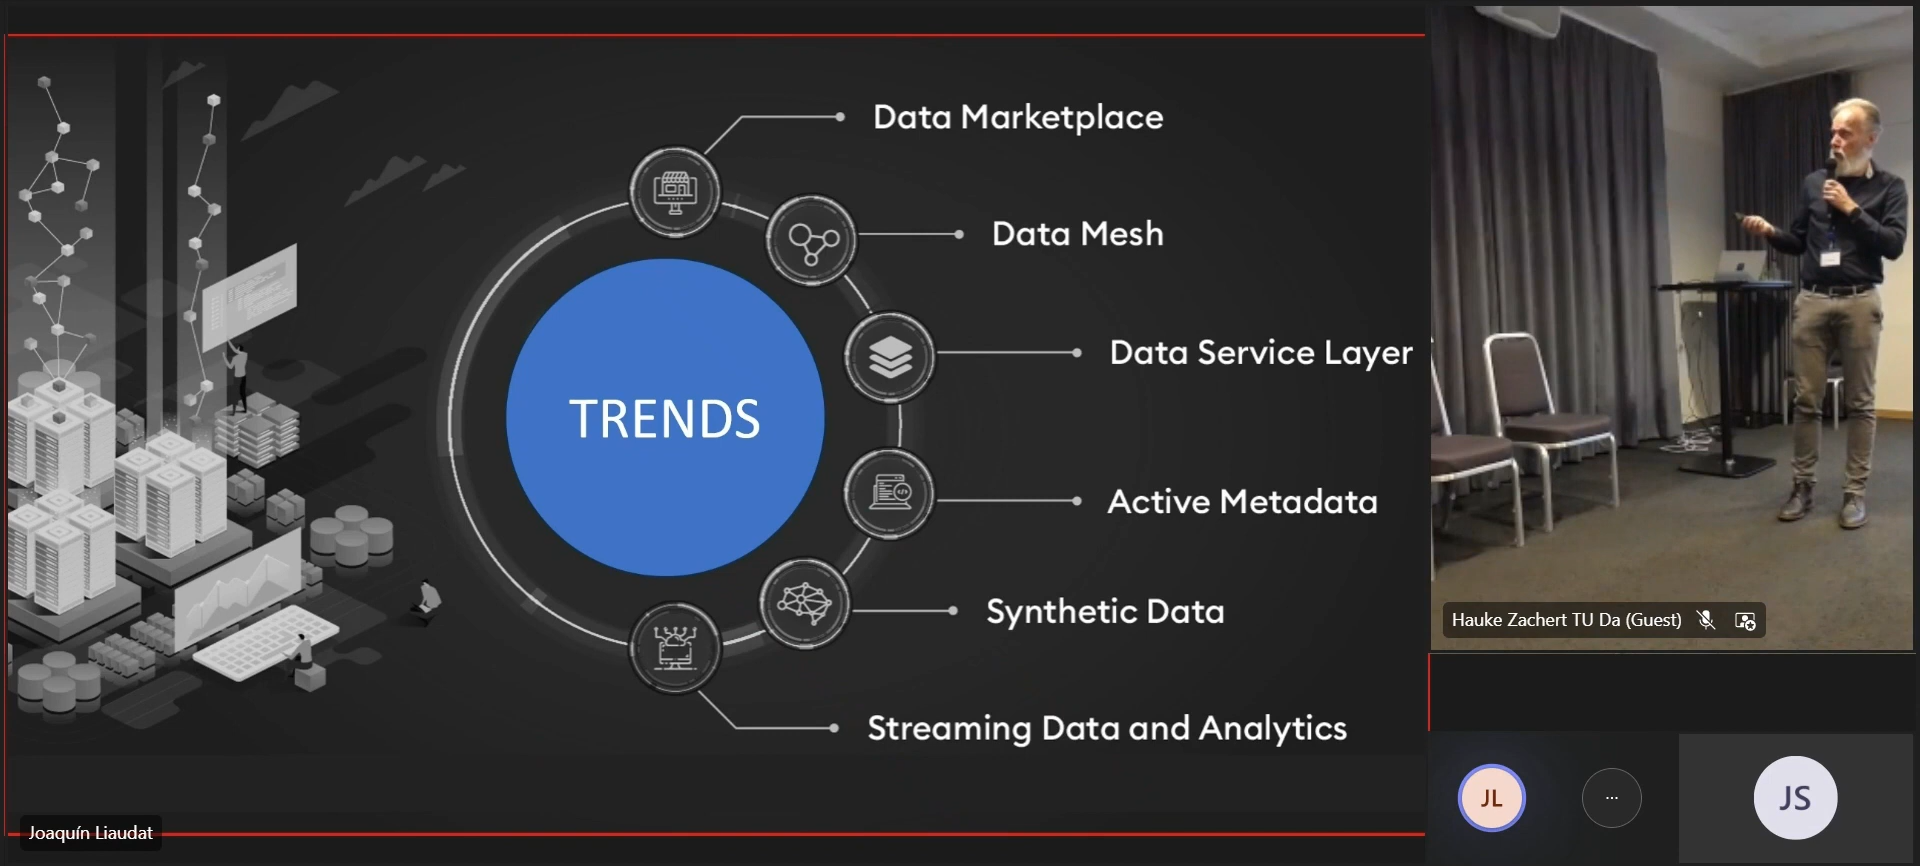 Data Marketplace
Data Mesh
Data Service Layer
TRENDS
Active Metadata
Synthetic Data
Streaming Data and Analytics
Joaquín Liaudat
Hauke Zachert TU Da (Guest)
JL
...
JS